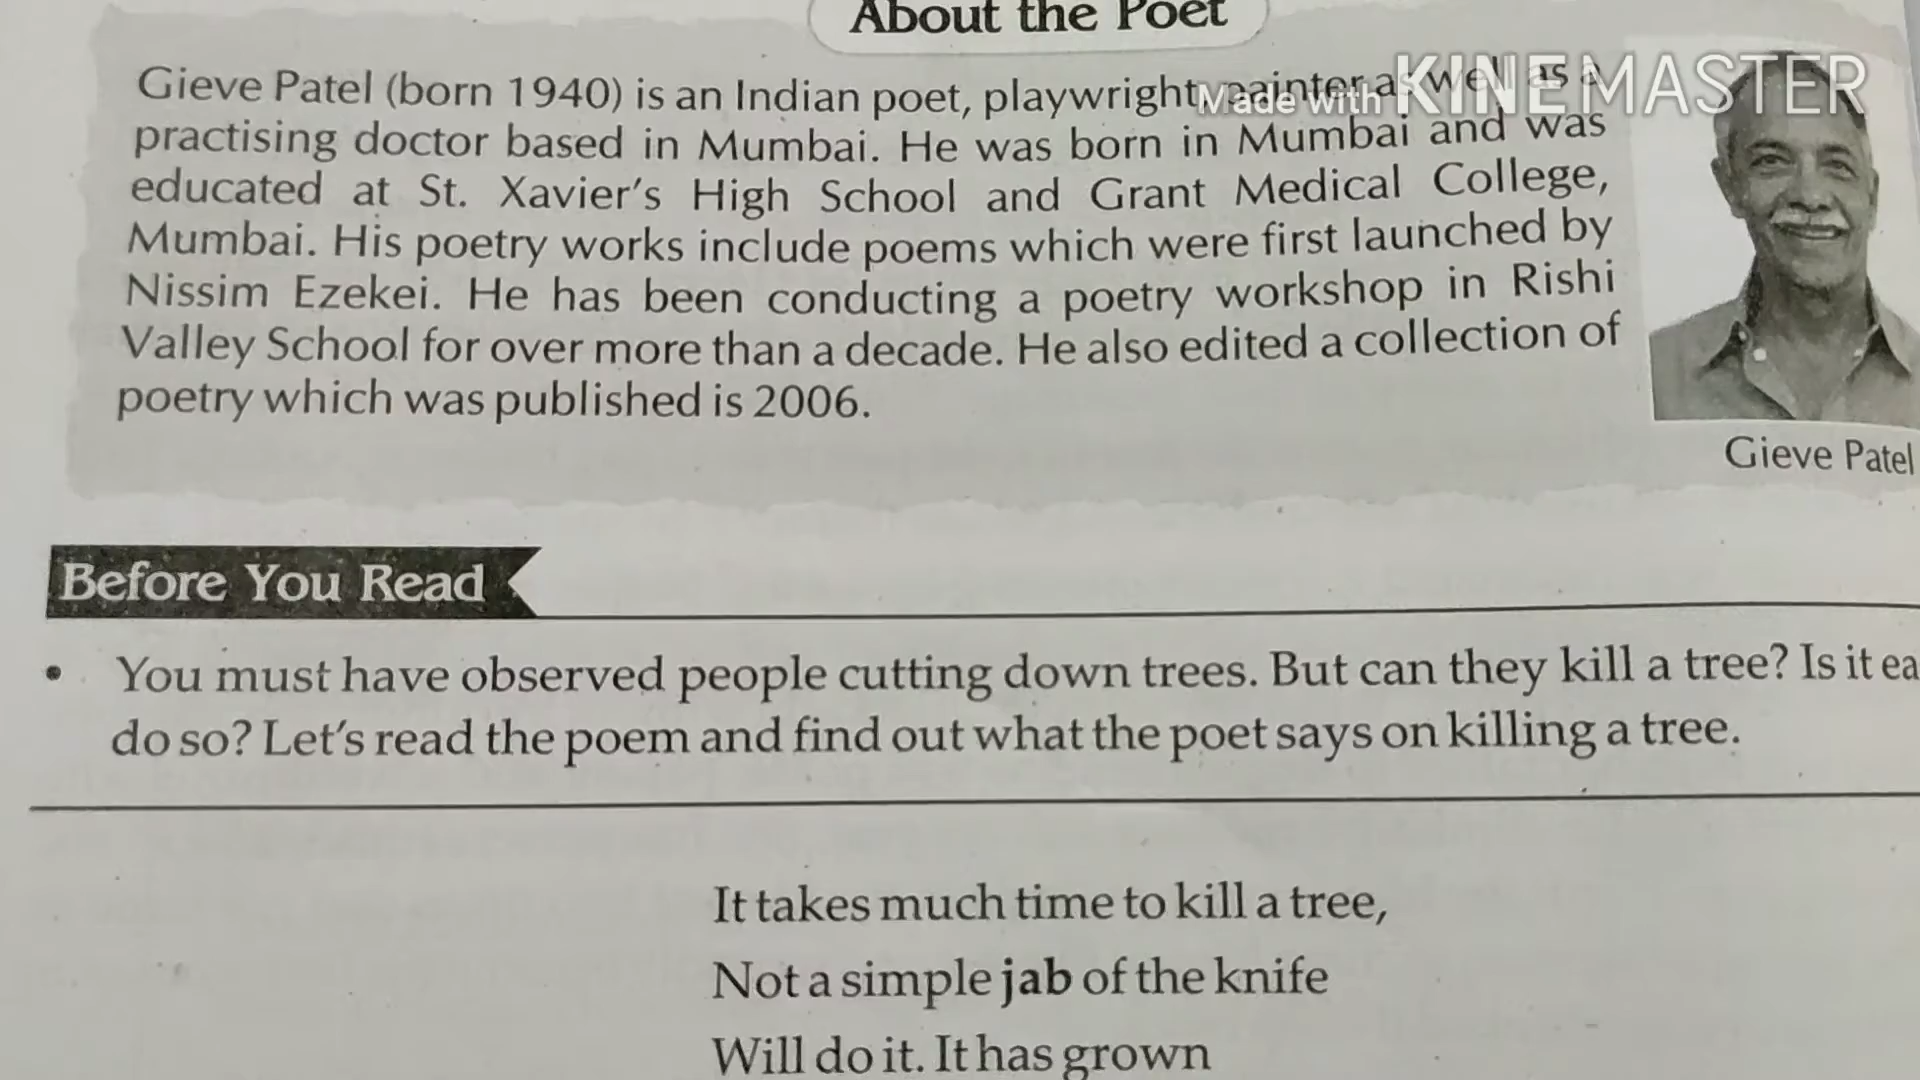 About the Poet
Made with KINEMASTER
Gieve Patel (born 1940) is an Indian poet, playwright, painter as well as a
practising doctor based in Mumbai. He was born in Mumbai and was
educated at St. Xavier's High School and Grant Medical College,
Mumbai. His poetry works include poems which were first launched by
Nissim Ezekei. He has been conducting a poetry workshop in Rishi
Valley School for over more than a decade. He also edited a collection of
poetry which was published is 2006.
Gieve Patel
Before You Read
• You must have observed people cutting down trees. But can they kill a tree? Is it ea
do so? Let's read the poem and find out what the poet says on killing a tree.
It takes much time to kill a tree,
Not a simple jab of the knife
Will do it. It has grown